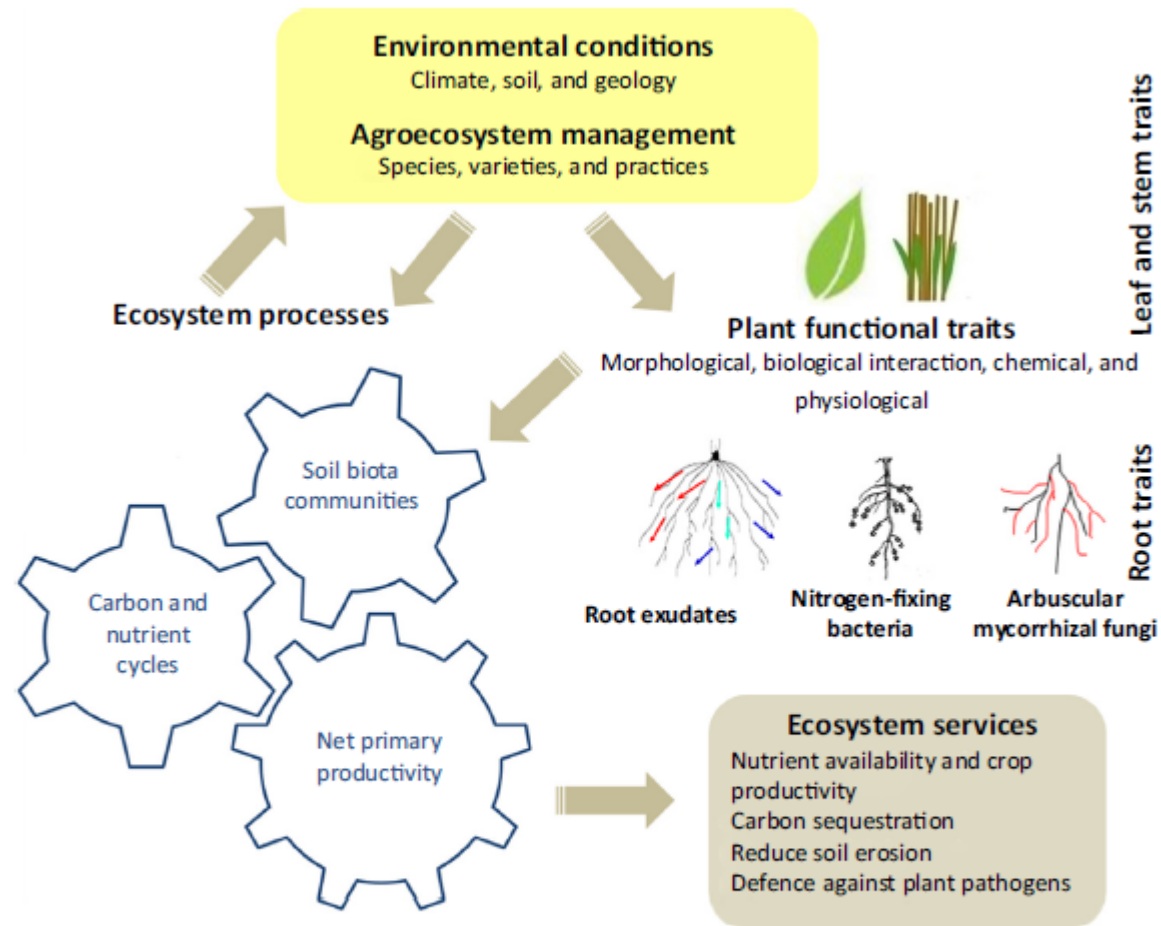 Environmental conditions
Climate, soil, and geology
Agroecosystem management
Species, varieties, and practices
Leaf and stem traits
Ecosystem processes
Plant functional traits
Morphological, biological interaction, chemical, and
physiological
Soil biota
communities
Carbon and
nutrient
cycles
Net primary
productivity
Root traits
Root exudates
Nitrogen-fixing
bacteria
Arbuscular
mycorrhizal fungi
Ecosystem services
Nutrient availability and crop
productivity
Carbon sequestration
Reduce soil erosion
Defence against plant pathogens